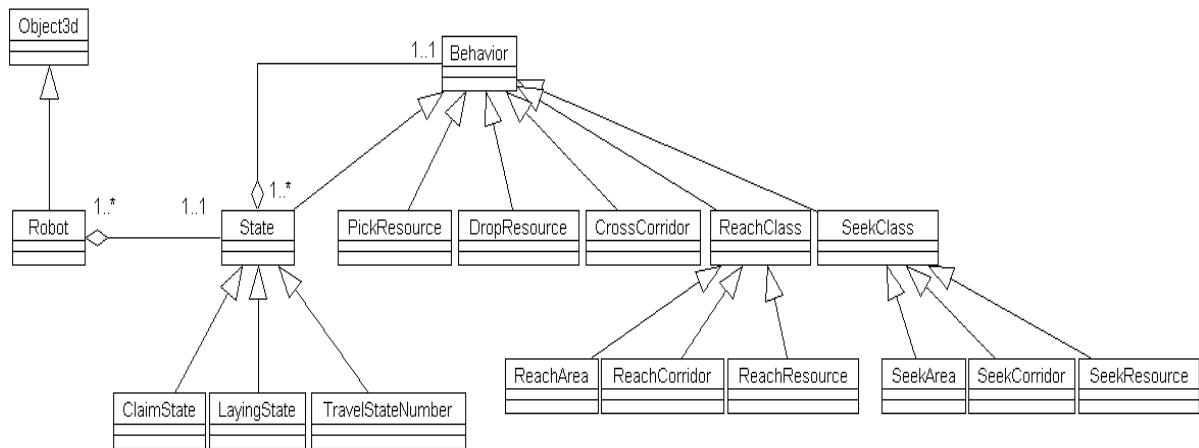 Object3d
1..1
Behavior
1..*
1..*
1..1
Robot
State
PickResource
DropResource
CrossCorridor
ReachClass
SeekClass
ReachArea
ReachCorridor
ReachResource
SeekArea
SeekCorridor
SeekResource
ClaimState
LayingState
TravelStateNumber